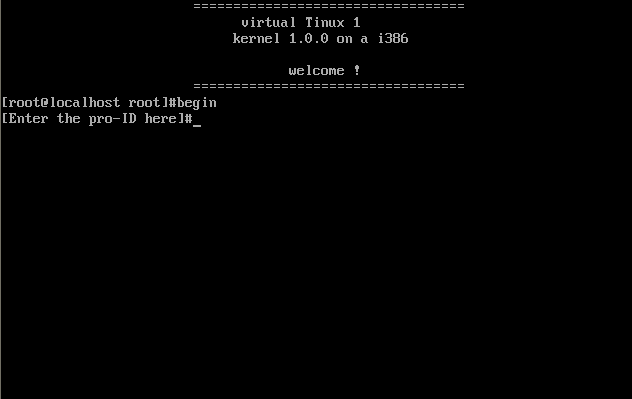 ==================================
virtual Tinux 1
kernel 1.0.0 on a i386
welcome !
==================================
[root@localhost root]#begin
[Enter the pro-ID here]#_